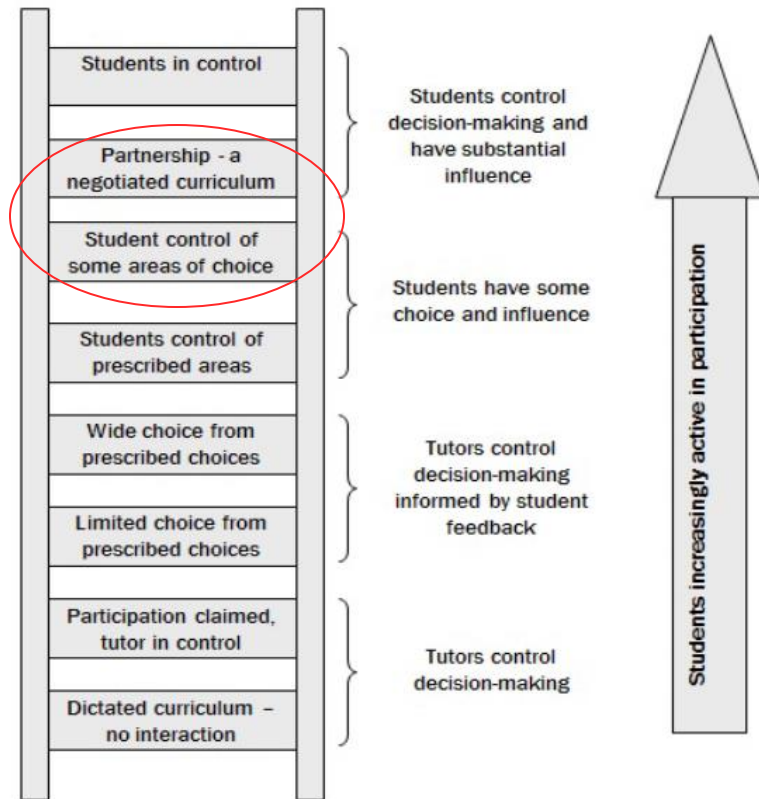 Students in control
Partnership - a
negotiated curriculum
Students control
decision-making and
have substantial
influence
Student control of
some areas of choice
Students control of
prescribed areas
Students have some
choice and influence
Wide choice from
prescribed choices
Limited choice from
prescribed choices
Tutors control
decision-making
informed by student
feedback
Participation claimed,
tutor in control
Dictated curriculum –
no interaction
Tutors control
decision-making
Students increasingly active in participation